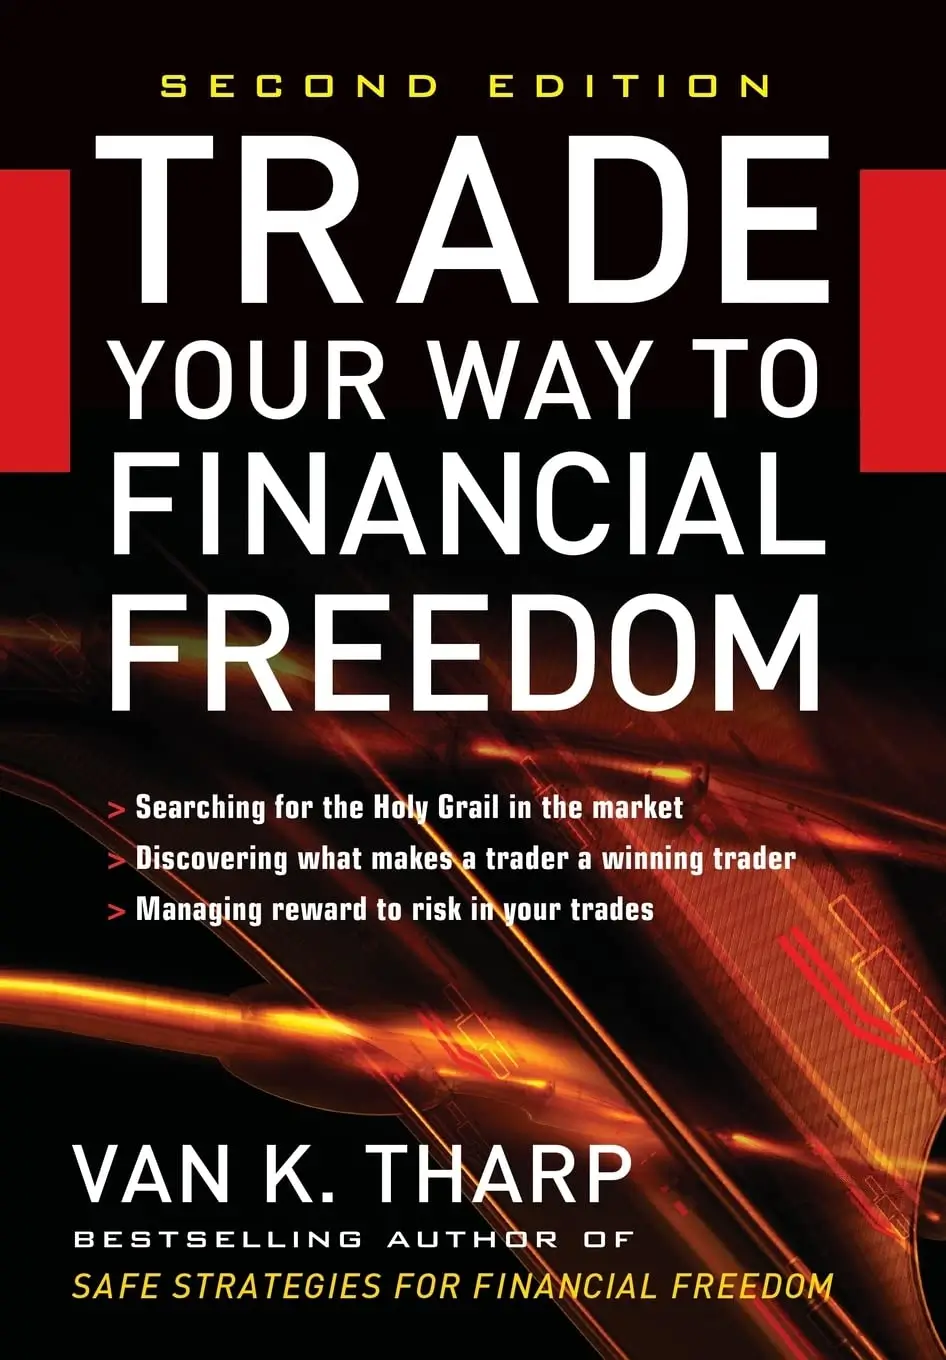 SECOND EDITION
TRADE
YOUR WAY TO
FINANCIAL
FREEDOM
> Searching for the Holy Grail in the market
> Discovering what makes a trader a winning trader
> Managing reward to risk in your trades
VAN K. THARP
BESTSELLING AUTHOR OF
SAFE STRATEGIES FOR FINANCIAL FREEDOM